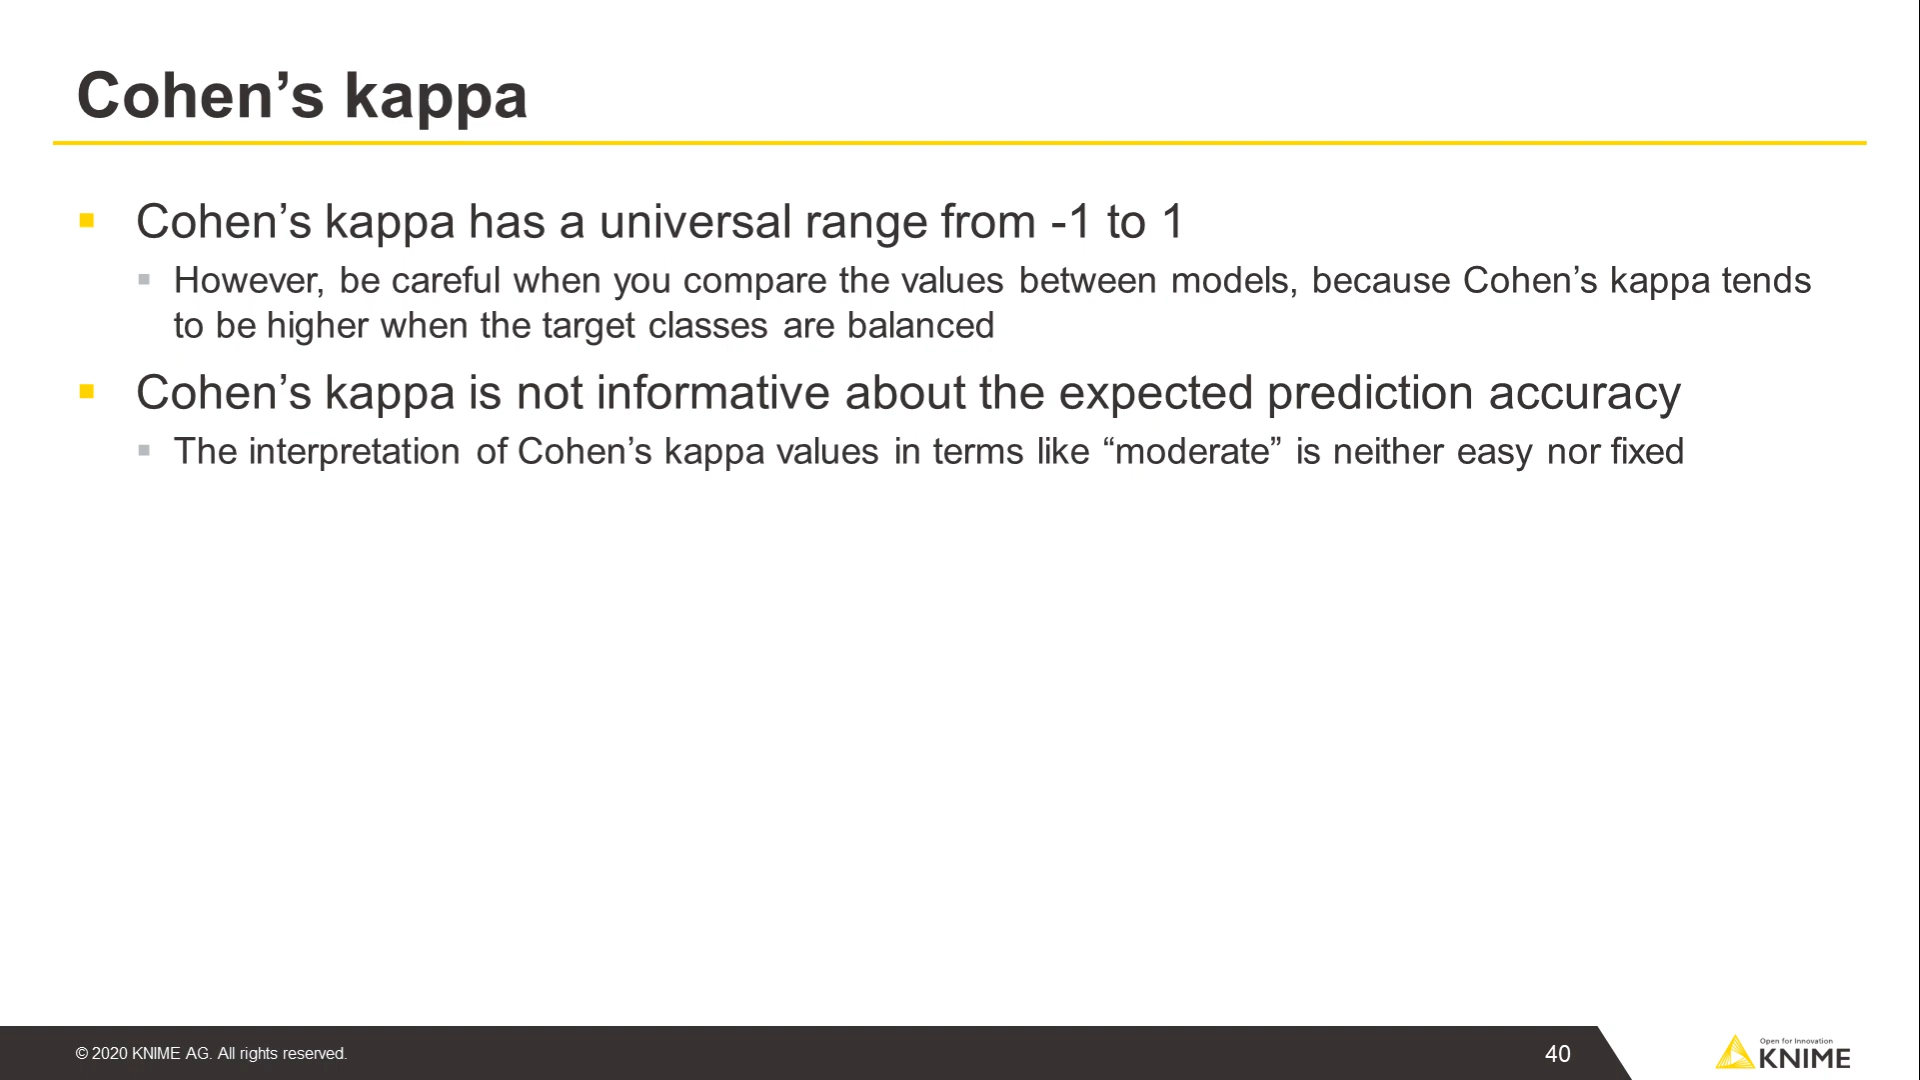 Cohen’s kappa
Cohen’s kappa has a universal range from -1 to 1
However, be careful when you compare the values between models, because Cohen’s kappa tends
to be higher when the target classes are balanced
Cohen’s kappa is not informative about the expected prediction accuracy
The interpretation of Cohen’s kappa values in terms like “moderate” is neither easy nor fixed
© 2020 KNIME AG. All rights reserved.
40
Open for Innovation
KNIME